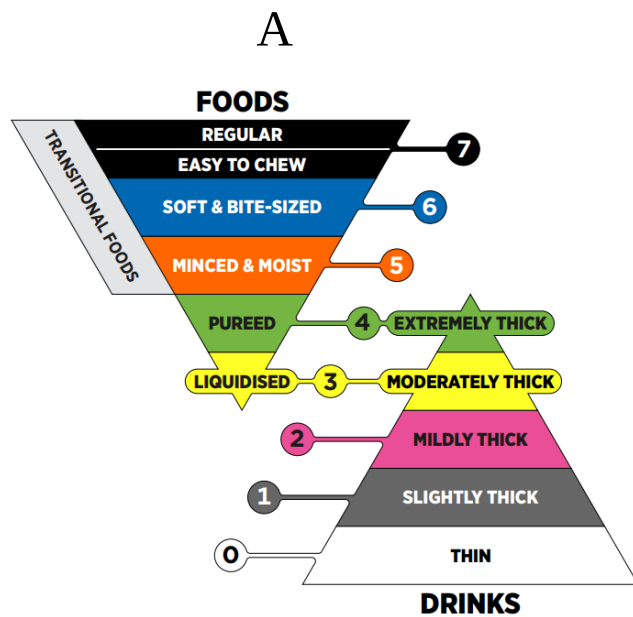 A
FOODS
REGULAR
7
EASY TO CHEW
TRANSITIONAL FOODS
SOFT & BITE-SIZED
6
MINCED & MOIST
5
PUREED
4
EXTREMELY THICK
LIQUIDISED
3
MODERATELY THICK
2
MILDLY THICK
1
SLIGHTLY THICK
0
THIN
DRINKS